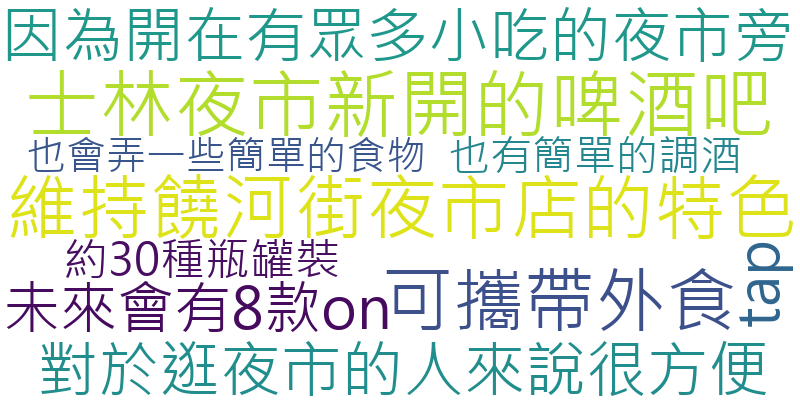 因為開在有眾多小吃的夜市旁
士林夜市新開的啤酒吧
也會弄一些簡單的食物
也有簡單的調酒
維持饒河街夜市店的特色
約30種瓶罐裝
未來會有8款on
可攜帶外食
tap
對於逛夜市的人來說很方便